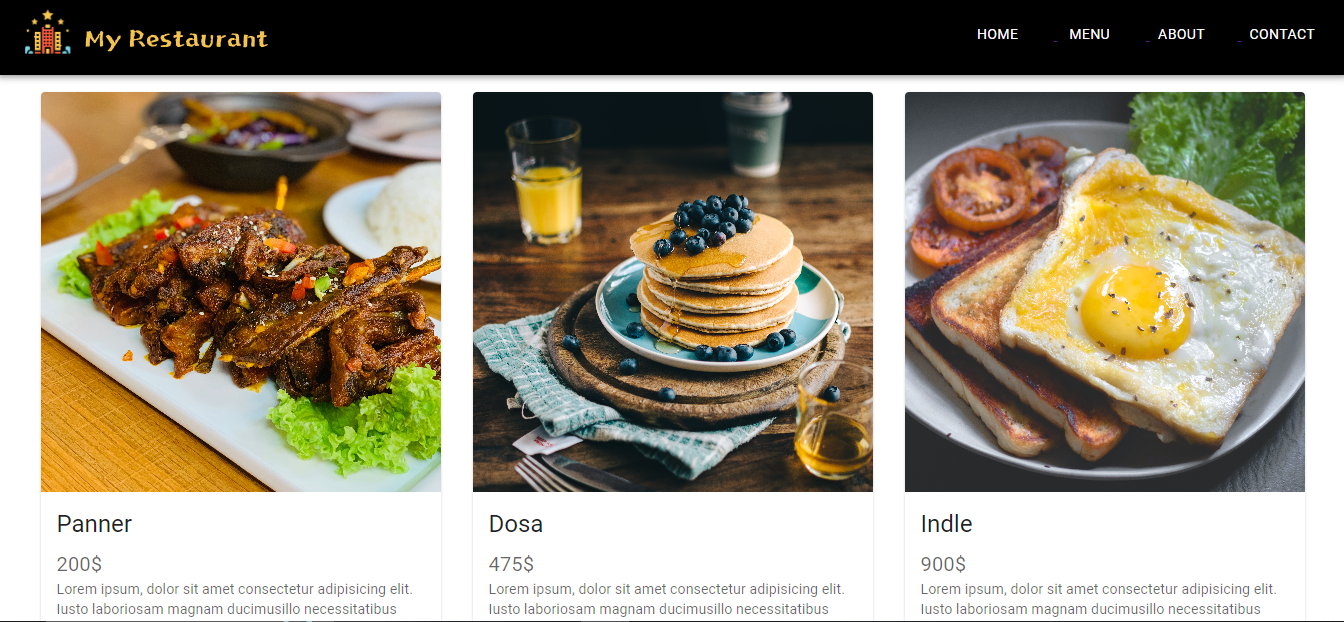 My Restaurant
HOME MENU ABOUT CONTACT
Panner
200$
Lorem ipsum, dolor sit amet consectetur adipisicing elit.
Iusto laboriosam magnam ducimusillo necessitatibus
Dosa
475$
Lorem ipsum, dolor sit amet consectetur adipisicing elit.
Iusto laboriosam magnam ducimusillo necessitatibus
Indle
900$
Lorem ipsum, dolor sit amet consectetur adipisicing elit.
Iusto laboriosam magnam ducimusillo necessitatibus